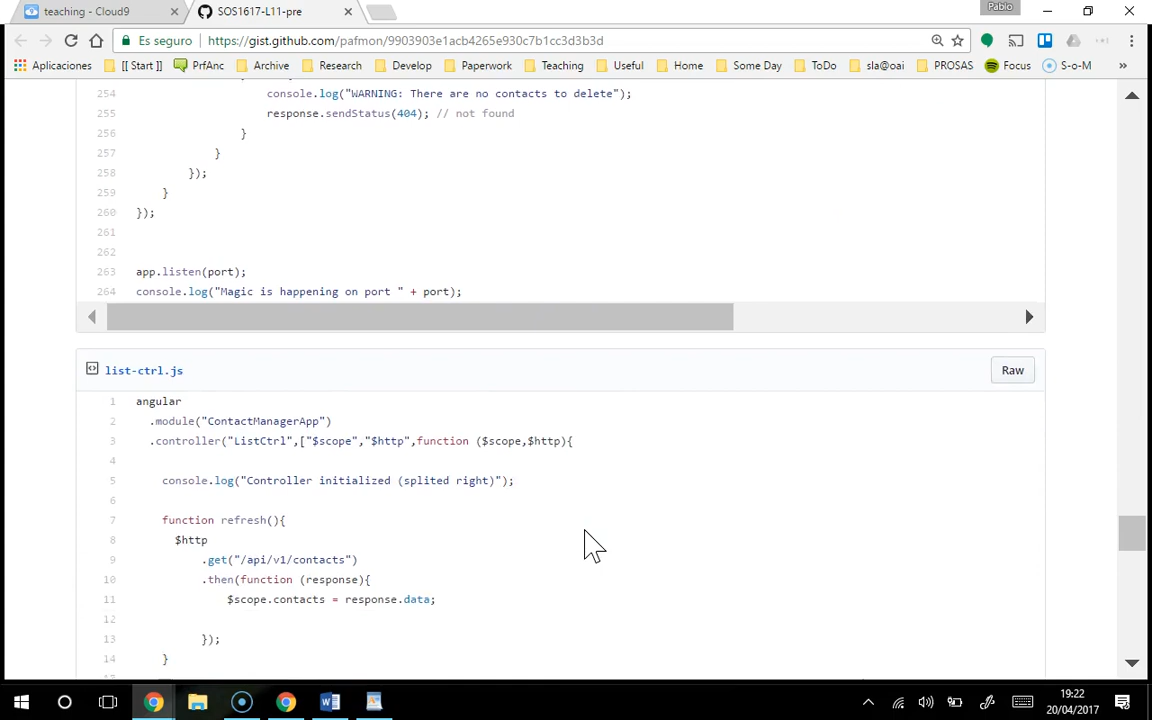 teaching - Cloud9
SOS1617-L11-pre
Pablo
Es seguro
https://gist.github.com/pafmon/9903903e1acb4265e930c7b1cc3d3b3d
Aplicaciones
[[ Start ]]
PrfAnc
Archive
Research
Develop
Paperwork
Teaching
Useful
Home
Some Day
ToDo
sla@oai
PROSAS
Focus
S-o-M
»
254 console.log("WARNING: There are no contacts to delete");
255 response.sendStatus(404); // not found
256 }
257 }
258 });
259 }
260 });
261
262
263 app.listen(port);
264 console.log("Magic is happening on port " + port);
list-ctrl.js
Raw
1 angular
2 .module("ContactManagerApp")
3 .controller("ListCtrl",["$scope","$http",function ($scope,$http){
4
5 console.log("Controller initialized (splited right)");
6
7 function refresh(){
8 $http
9 .get("/api/v1/contacts")
10 .then(function (response){
11 $scope.contacts = response.data;
12
13 });
14 }
19:22
20/04/2017